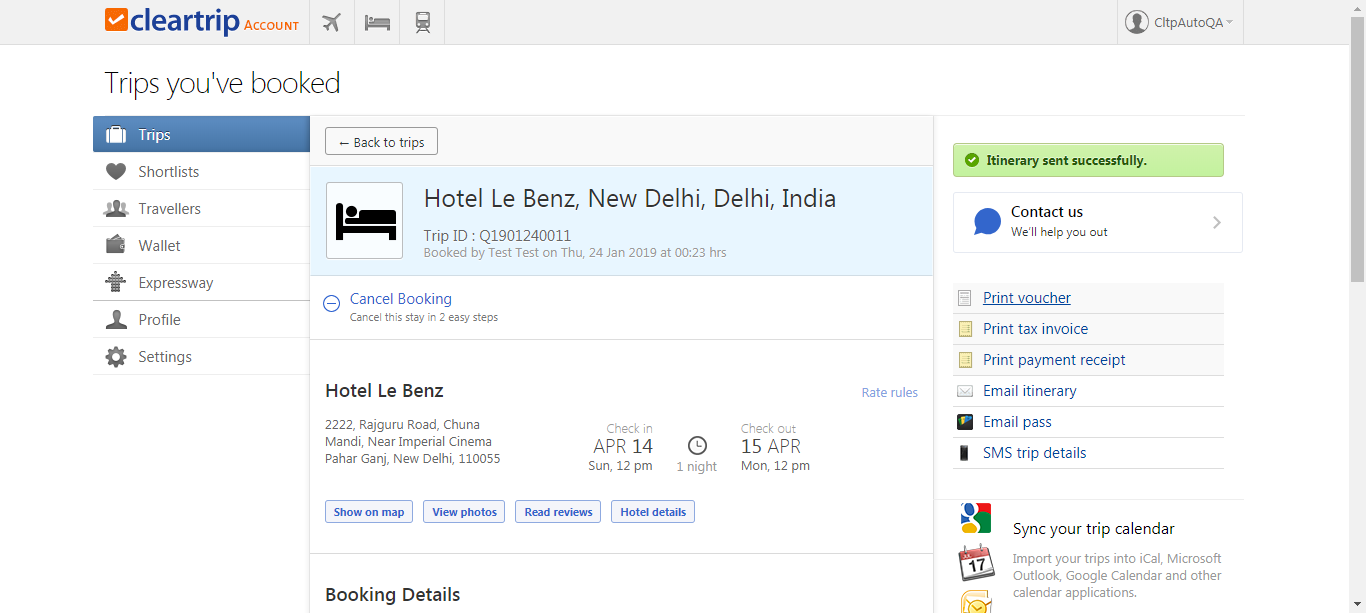 cleartrip ACCOUNT
CltpAutoQA
Trips you've booked
Trips
Shortlists
Travellers
Wallet
Expressway
Profile
Settings
← Back to trips
Hotel Le Benz, New Delhi, Delhi, India
Trip ID : Q1901240011
Booked by Test Test on Thu, 24 Jan 2019 at 00:23 hrs
Cancel Booking
Cancel this stay in 2 easy steps
Hotel Le Benz
Rate rules
2222, Rajguru Road, Chuna
Mandi, Near Imperial Cinema
Pahar Ganj, New Delhi, 110055
Check in
APR 14
Sun, 12 pm
1 night
Check out
15 APR
Mon, 12 pm
Show on map
View photos
Read reviews
Hotel details
Booking Details
Itinerary sent successfully.
Contact us
We'll help you out
Print voucher
Print tax invoice
Print payment receipt
Email itinerary
Email pass
SMS trip details
17
Sync your trip calendar
Import your trips into iCal, Microsoft
Outlook, Google Calendar and other
calendar applications.